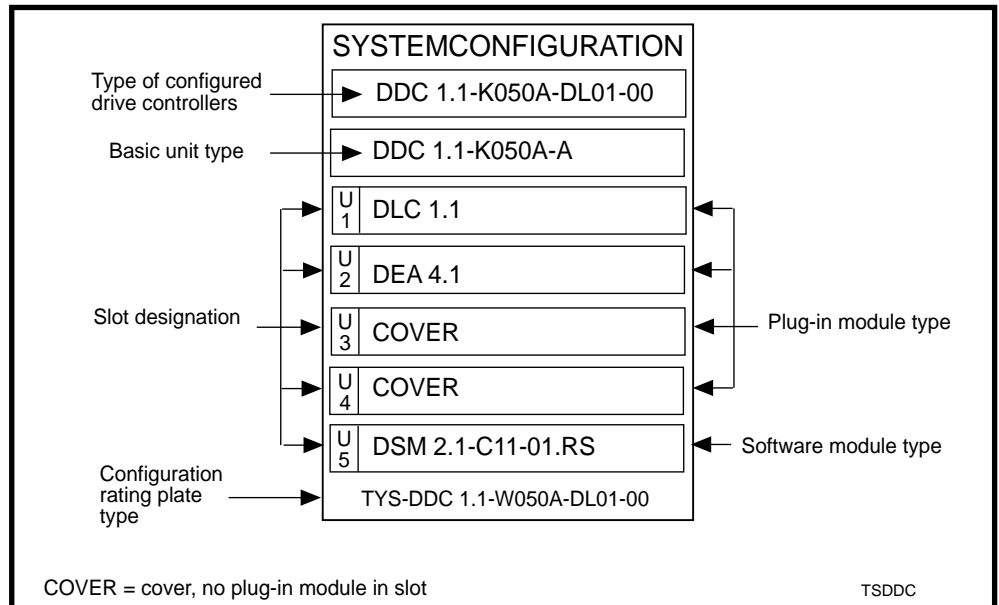 SYSTEMCONFIGURATION
Type of configured
drive controllers
DDC 1.1-K050A-DL01-00
Basic unit type
DDC 1.1-K050A-A
U
1
DLC 1.1
U
2
DEA 4.1
Slot designation
U
3
COVER
Plug-in module type
U
4
COVER
U
5
DSM 2.1-C11-01.RS
Software module type
Configuration
rating plate
type
TYS-DDC 1.1-W050A-DL01-00
COVER = cover, no plug-in module in slot
TSDDC